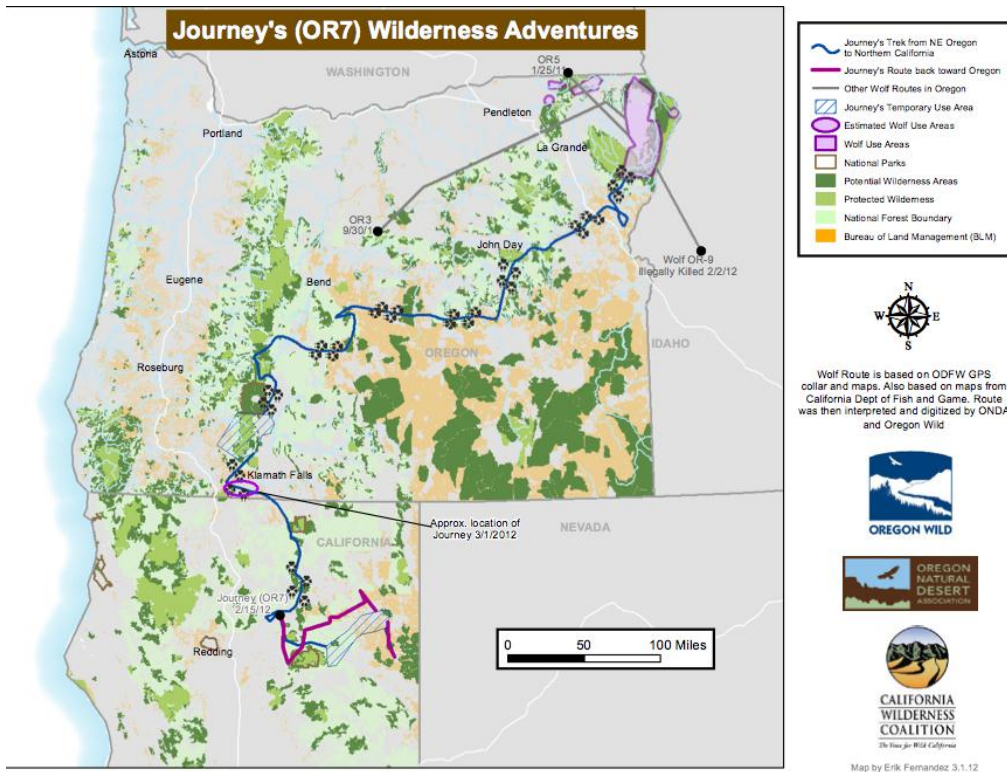 Journey's (OR7) Wilderness Adventures
Astoria
WASHINGTON
OR5
1/25/11
Pendleton
Portland
La Grande
OR3
9/30/1
John Day
Wolf OR-9
Illegally Killed 2/2/12
Eugene
Bend
OREGON
IDAHO
Roseburg
Klamath Falls
Approx. location of
Journey 3/1/2012
CALIFORNIA
NEVADA
Journey (OR7)
2/15/12
Redding
0 50 100 Miles
Journey's Trek from NE Oregon
to Northern California
Journey's Route back toward Oregon
Other Wolf Routes in Oregon
Journey's Temporary Use Area
Estimated Wolf Use Areas
Wolf Use Areas
National Parks
Potential Wilderness Areas
Protected Wilderness
National Forest Boundary
Bureau of Land Management (BLM)
N
W E
S
Wolf Route is based on ODFW GPS
collar and maps. Also based on maps from
California Dept of Fish and Game. Route
was then interpreted and digitized by ONDA
and Oregon Wild
OREGON WILD
OREGON
NATURAL
DESERT
ASSOCIATION
CALIFORNIA
WILDERNESS
COALITION
The Voice for Wild California
Map by Erik Fernandez 3.1.12